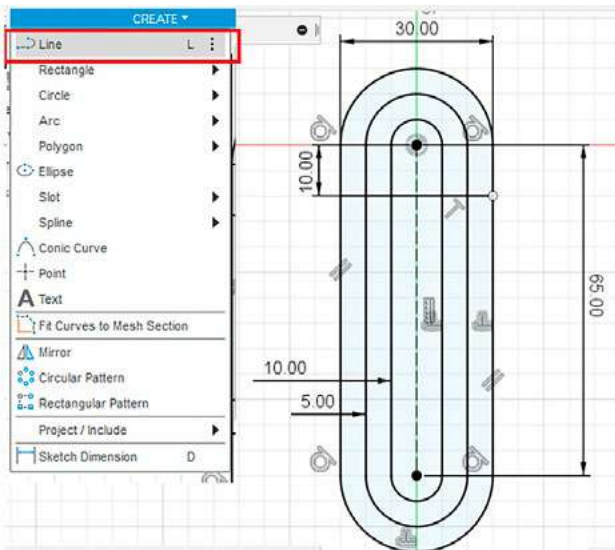 CREATE ▾
Line L
Rectangle
Circle
Arc
Polygon
Ellipse
Slot
Spline
Conic Curve
Point
A Text
Fit Curves to Mesh Section
Mirror
Circular Pattern
Rectangular Pattern
Project / Include
Sketch Dimension D
30.00
10.00
65.00
10.00
5.00